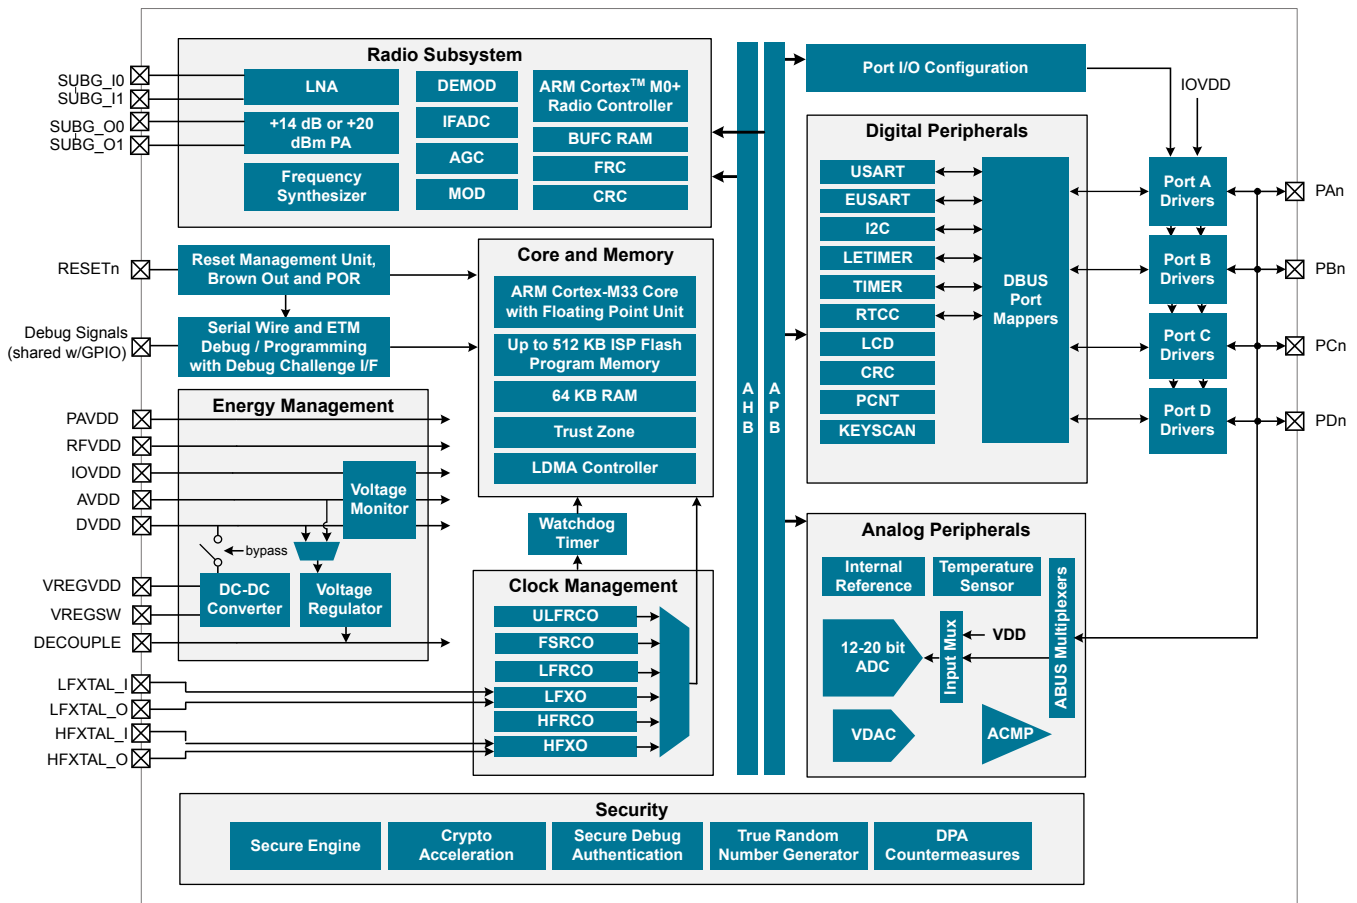 Radio Subsystem
SUBG_I0
SUBG_I1
SUBG_O0
SUBG_O1
LNA
+14 dB or +20
dBm PA
Frequency
Synthesizer
DEMOD
IFADC
AGC
MOD
ARM Cortex™ M0+
Radio Controller
BUFC RAM
FRC
CRC
RESETn
Reset Management Unit,
Brown Out and POR
Debug Signals
(shared w/GPIO)
Serial Wire and ETM
Debug / Programming
with Debug Challenge I/F
Core and Memory
ARM Cortex-M33 Core
with Floating Point Unit
Up to 512 KB ISP Flash
Program Memory
64 KB RAM
Trust Zone
LDMA Controller
Energy Management
PAVDD
RFVDD
IOVDD
AVDD
DVDD
VREGVDD
VREGSW
DECOUPLE
Voltage
Monitor
bypass
DC-DC
Converter
Voltage
Regulator
Watchdog
Timer
Clock Management
ULFRCO
FSRCO
LFRCO
LFXO
HFRCO
HFXO
LFXTAL_I
LFXTAL_O
HFXTAL_I
HFXTAL_O
A
H
B
A
P
B
Port I/O Configuration
IOVDD
Digital Peripherals
USART
EUSART
I2C
LETIMER
TIMER
RTCC
LCD
CRC
PCNT
KEYSCAN
DBUS
Port
Mappers
Port A
Drivers
Port B
Drivers
Port C
Drivers
Port D
Drivers
PAn
PBn
PCn
PDn
Analog Peripherals
Internal
Reference
Temperature
Sensor
12-20 bit
ADC
Input Mux
VDD
ABUS Multiplexers
VDAC
ACMP
Security
Secure Engine
Crypto
Acceleration
Secure Debug
Authentication
True Random
Number Generator
DPA
Countermeasures